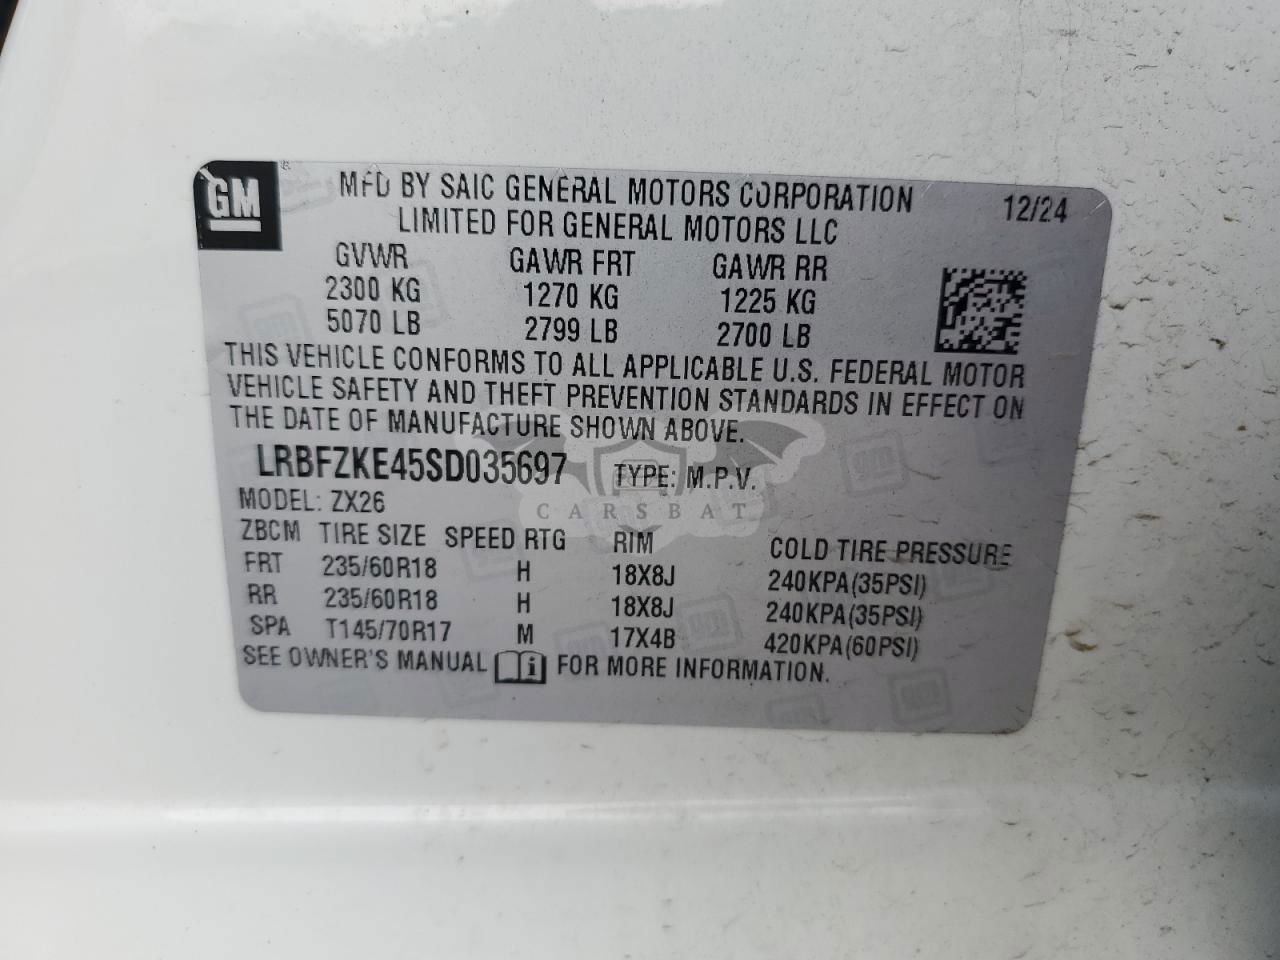 GM
MFD BY SAIC GENERAL MOTORS CORPORATION
LIMITED FOR GENERAL MOTORS LLC
12/24
GVWR GAWR FRT GAWR RR
2300 KG 1270 KG 1225 KG
5070 LB 2799 LB 2700 LB
THIS VEHICLE CONFORMS TO ALL APPLICABLE U.S. FEDERAL MOTOR
VEHICLE SAFETY AND THEFT PREVENTION STANDARDS IN EFFECT ON
THE DATE OF MANUFACTURE SHOWN ABOVE.
LRBFZKE45SD035697 TYPE: M.P.V.
CARSBAT
MODEL: ZX26
ZBCM TIRE SIZE SPEED RTG RIM COLD TIRE PRESSURE
FRT 235/60R18 H 18X8J 240KPA(35PSI)
RR 235/60R18 H 18X8J 240KPA(35PSI)
SPA T145/70R17 M 17X4B 420KPA(60PSI)
SEE OWNER'S MANUAL FOR MORE INFORMATION.